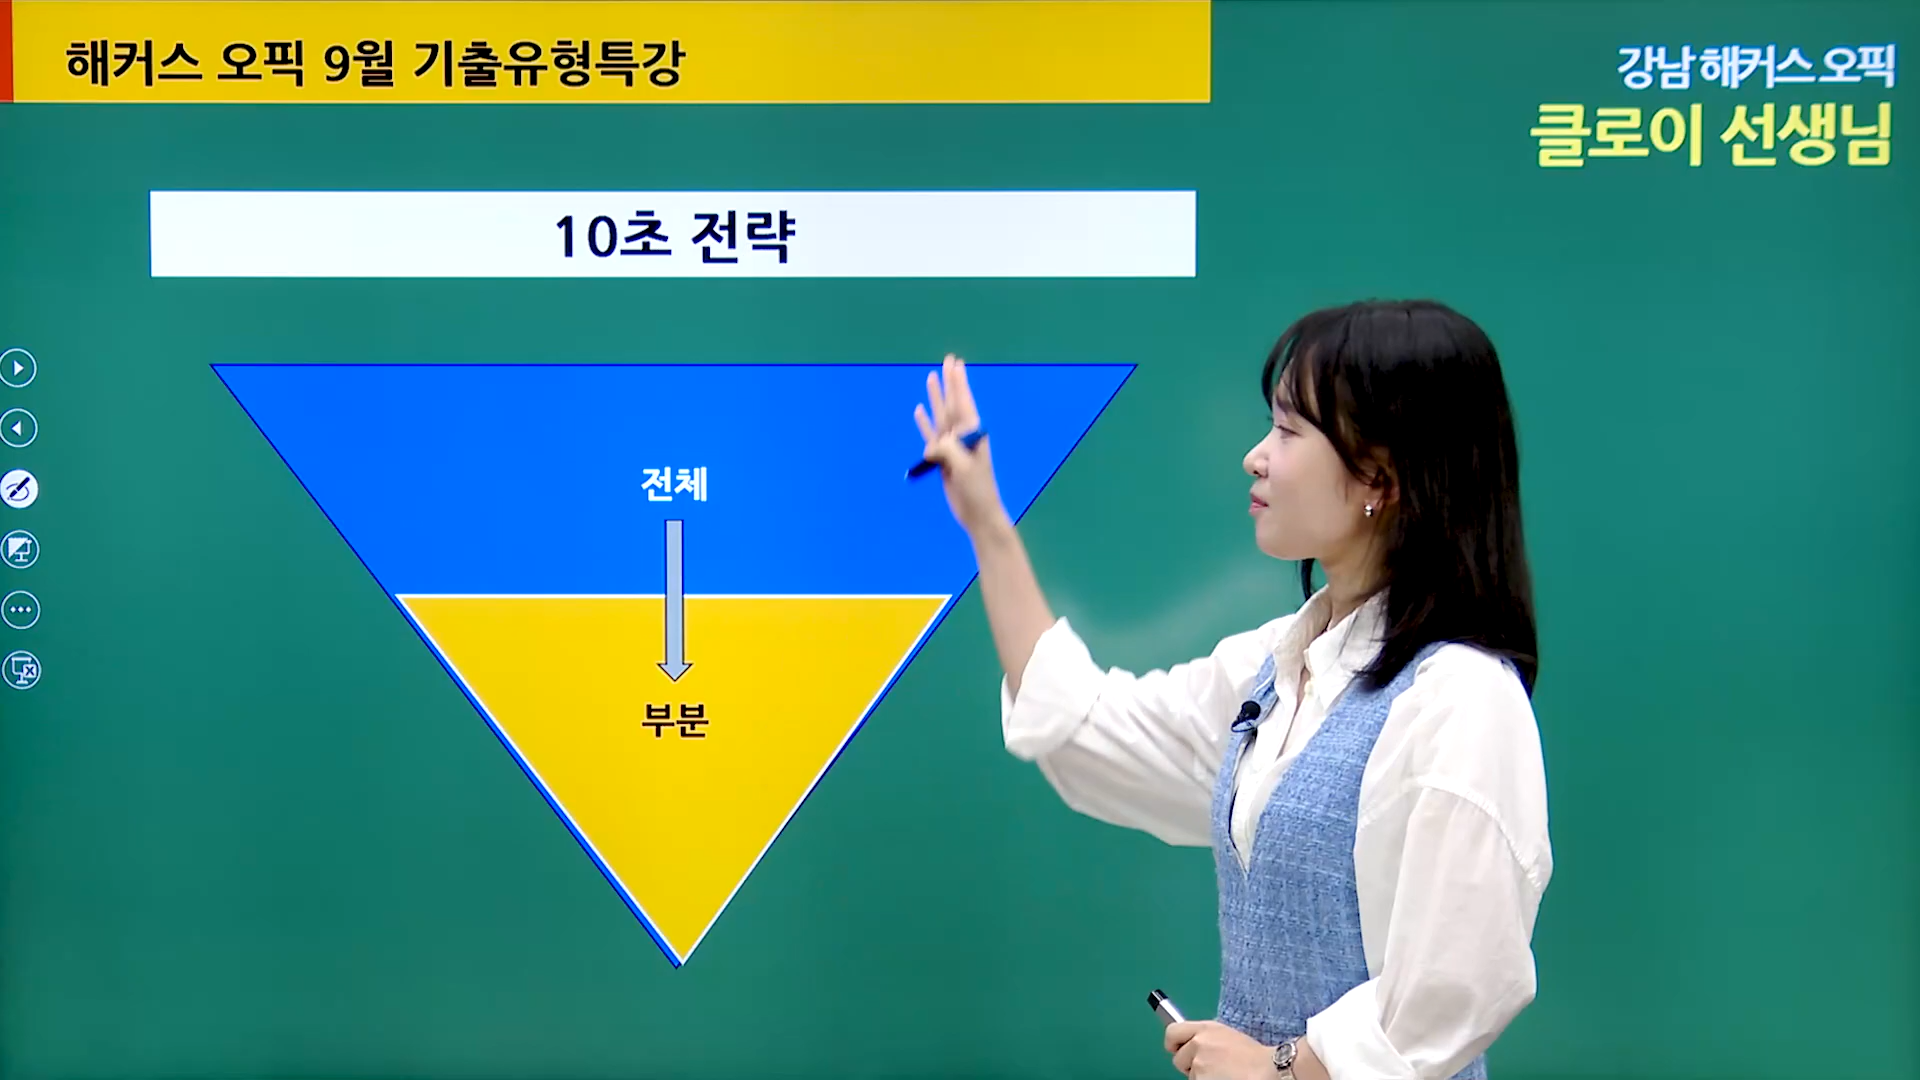 해커스 오픽 9월 기출유형특강
강남 해커스 오픽
클로이 선생님
10초 전략
전체
부분